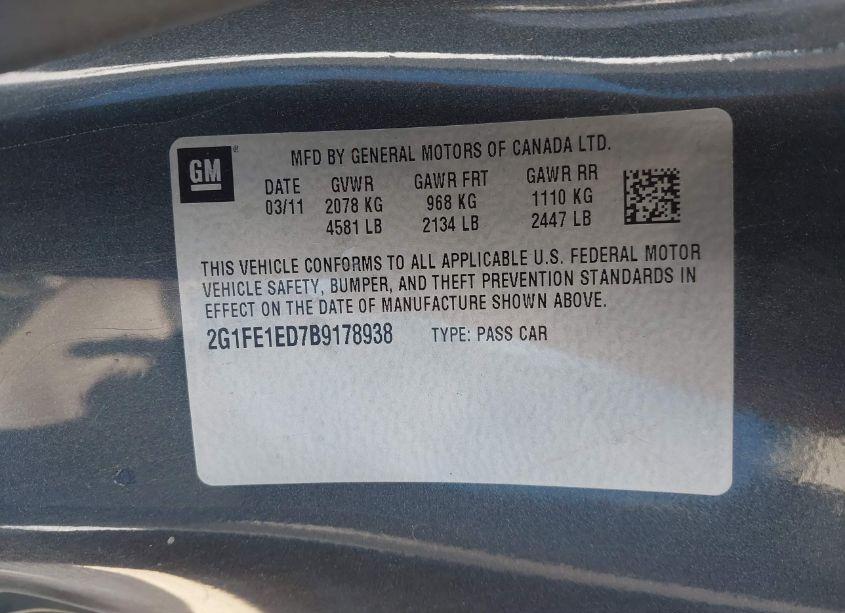 GM ®
MFD BY GENERAL MOTORS OF CANADA LTD.
DATE GVWR GAWR FRT GAWR RR
03/11 2078 KG 968 KG 1110 KG
4581 LB 2134 LB 2447 LB
THIS VEHICLE CONFORMS TO ALL APPLICABLE U.S. FEDERAL MOTOR
VEHICLE SAFETY, BUMPER, AND THEFT PREVENTION STANDARDS IN
EFFECT ON THE DATE OF MANUFACTURE SHOWN ABOVE.
2G1FE1ED7B9178938 TYPE: PASS CAR